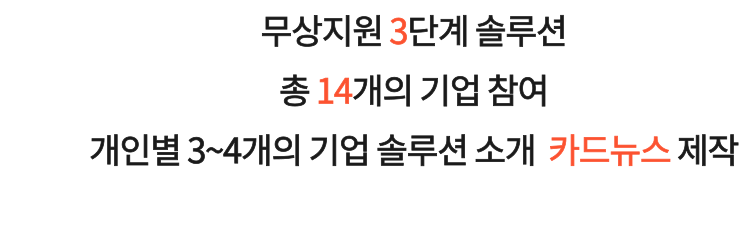 무상지원 3단계 솔루션
총 14개의 기업 참여
개인별 3~4개의 기업 솔루션 소개 카드뉴스 제작